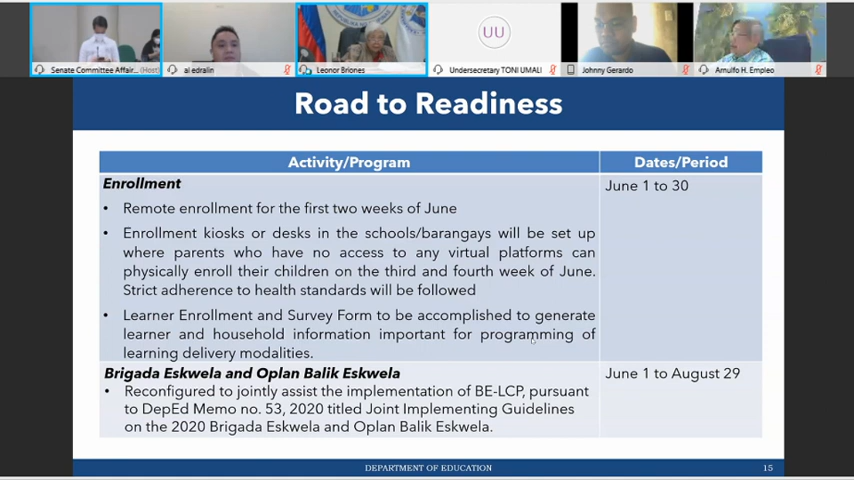 UU
Senate Committee Affair... (Host)
al edralin
Leonor Briones
Undersecretary TONI UMALI
Johnny Gerardo
Arnulfo H. Empleo
Road to Readiness
Activity/Program
Dates/Period
Enrollment
June 1 to 30
• Remote enrollment for the first two weeks of June
• Enrollment kiosks or desks in the schools/barangays will be set up
where parents who have no access to any virtual platforms can
physically enroll their children on the third and fourth week of June.
Strict adherence to health standards will be followed
• Learner Enrollment and Survey Form to be accomplished to generate
learner and household information important for programming of
learning delivery modalities.
Brigada Eskwela and Oplan Balik Eskwela
June 1 to August 29
• Reconfigured to jointly assist the implementation of BE-LCP, pursuant
to DepEd Memo no. 53, 2020 titled Joint Implementing Guidelines
on the 2020 Brigada Eskwela and Oplan Balik Eskwela.
DEPARTMENT OF EDUCATION
15